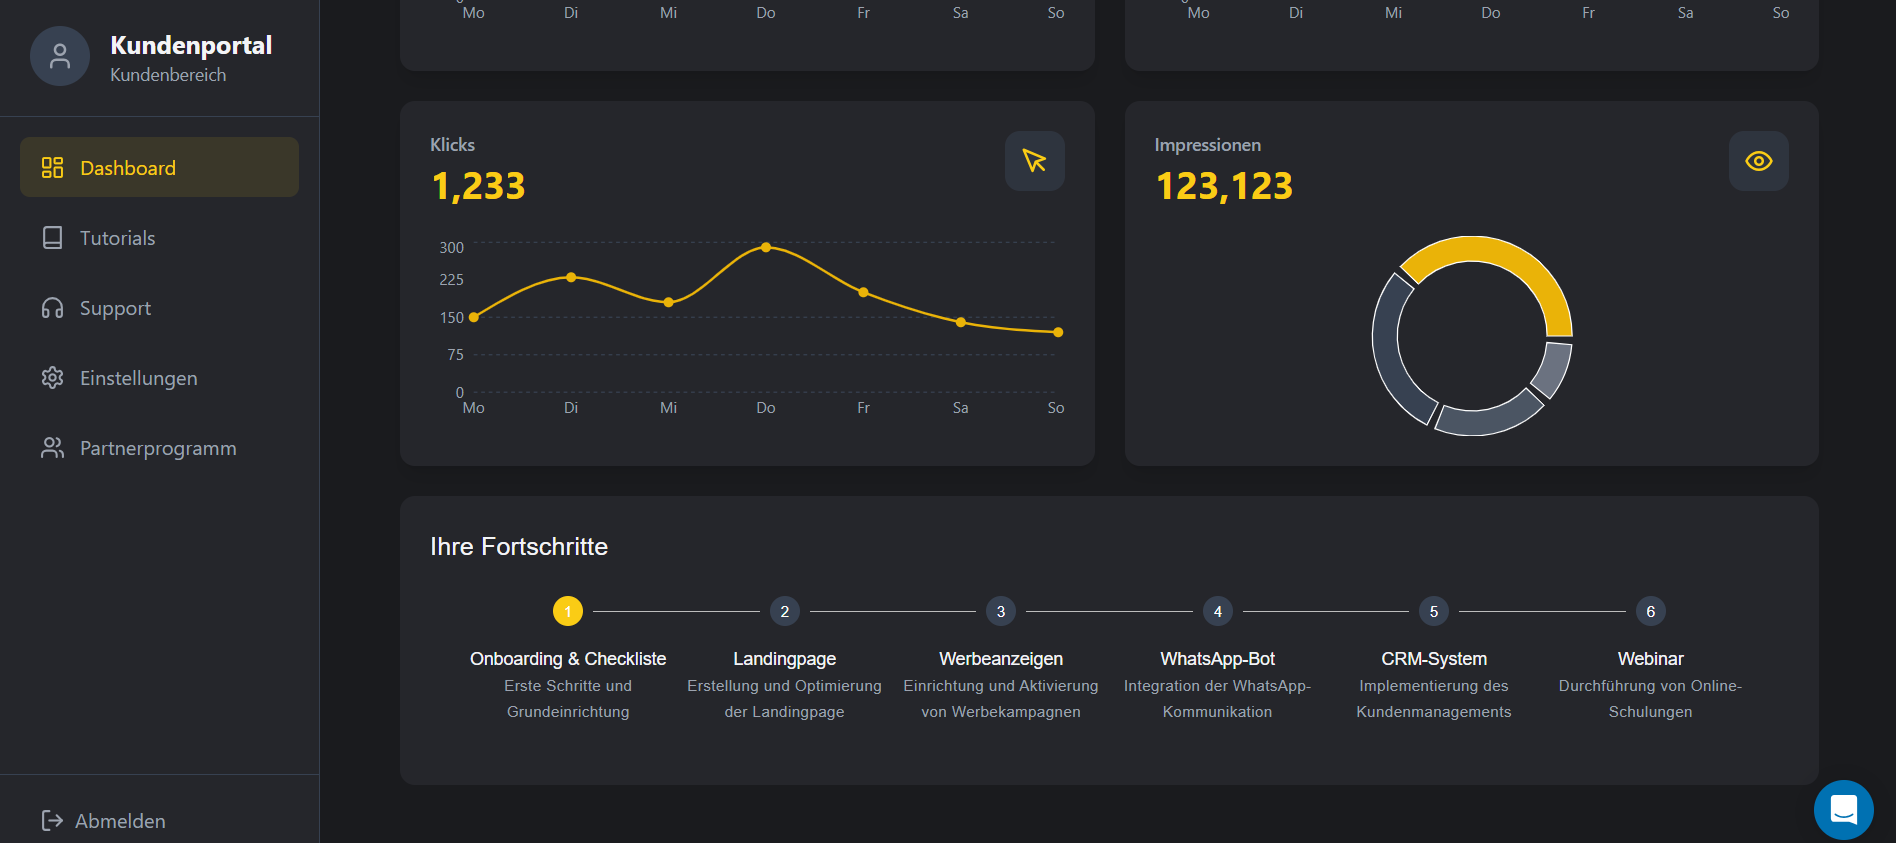 Kundenportal
Kundenbereich
Dashboard
Tutorials
Support
Einstellungen
Partnerprogramm
Abmelden
Mo Di Mi Do Fr Sa So
Mo Di Mi Do Fr Sa So
Klicks
1,233
300
225
150
75
0
Mo Di Mi Do Fr Sa So
Impressionen
123,123
Ihre Fortschritte
1
Onboarding & Checkliste
Erste Schritte und
Grundeinrichtung
2
Landingpage
Erstellung und Optimierung
der Landingpage
3
Werbeanzeigen
Einrichtung und Aktivierung
von Werbekampagnen
4
WhatsApp-Bot
Integration der WhatsApp-
Kommunikation
5
CRM-System
Implementierung des
Kundenmanagements
6
Webinar
Durchführung von Online-
Schulungen